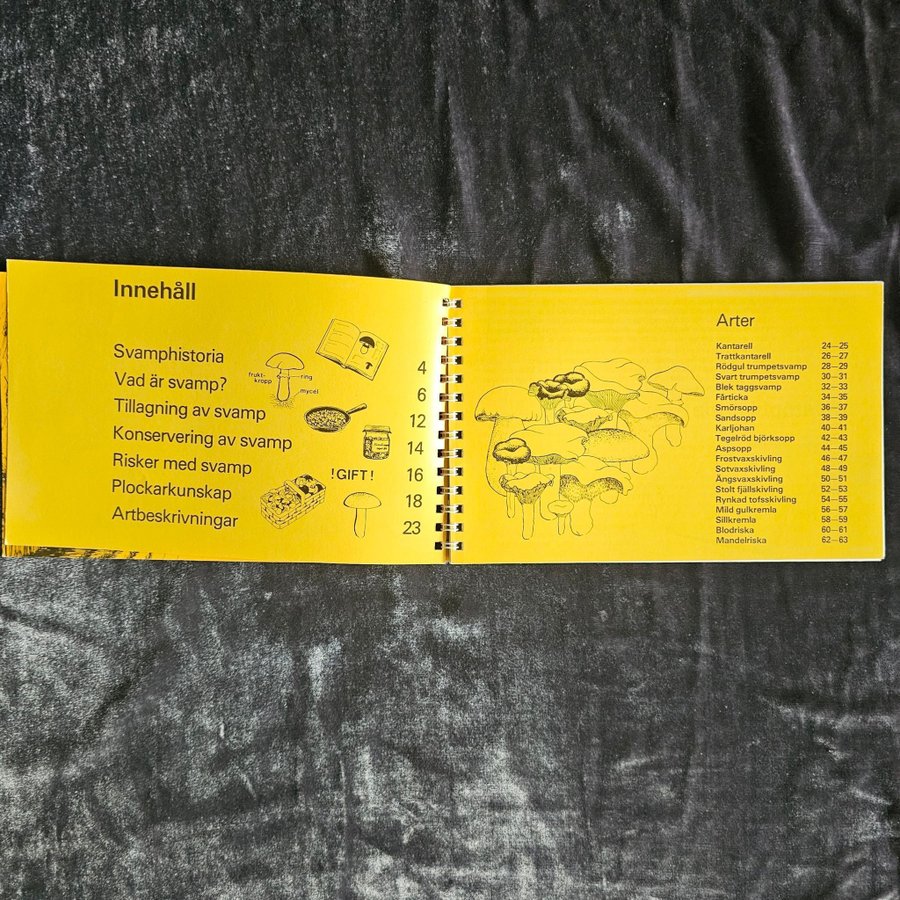 Innehåll
Svamphistoria 4
Vad är svamp? 6
Tillagning av svamp 12
Konservering av svamp 14
Risker med svamp 16
Plockarkunskap 18
Artbeskrivningar 23
frukt-
kropp
ring
mycel
! GIFT !
Arter
Kantarell 24—25
Trattkantarell 26—27
Rödgul trumpetsvamp 28—29
Svart trumpetsvamp 30—31
Blek taggsvamp 32—33
Fårticka 34—35
Smörsopp 36—37
Sandsopp 38—39
Karljohan 40—41
Tegelröd björksopp 42—43
Aspsopp 44—45
Frostvaxskivling 46—47
Sotvaxskivling 48—49
Ängsvaxskivling 50—51
Stolt fjällskivling 52—53
Rynkad tofsskivling 54—55
Mild gulkremla 56—57
Sillkremla 58—59
Blodriska 60—61
Mandelriska 62—63